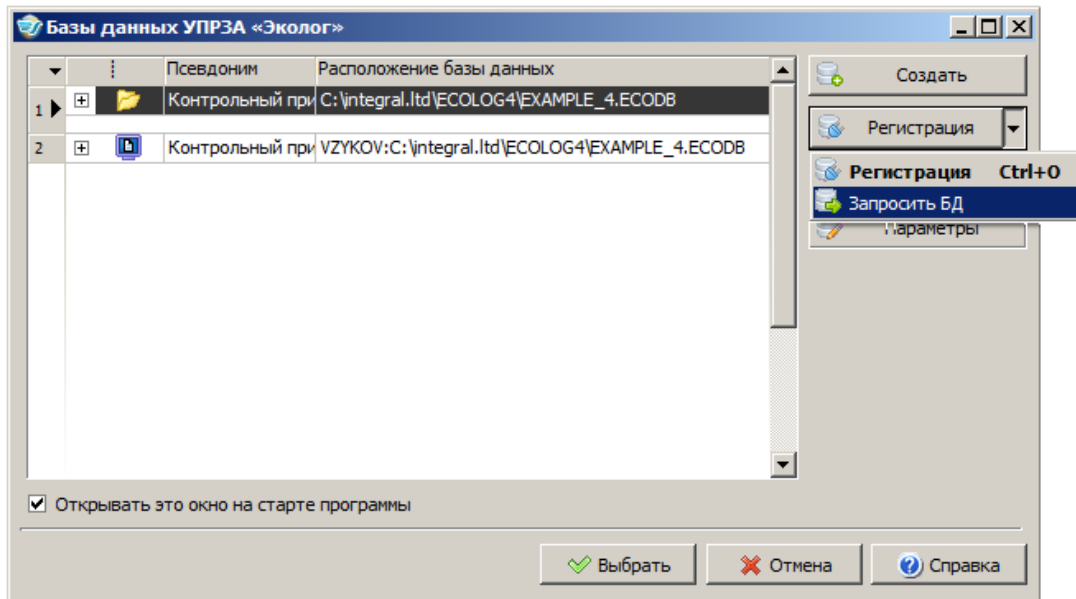 Базы данных УПРЗА «Эколог»
Псевдоним Расположение базы данных
1 Контрольный при C:\integral.ltd\ECOLOG4\EXAMPLE_4.ECODB
2 Контрольный при VZYKOV:C:\integral.ltd\ECOLOG4\EXAMPLE_4.ECODB
Создать
Регистрация
Регистрация Ctrl+O
Запросить БД
Параметры
Открывать это окно на старте программы
Выбрать Отмена Справка